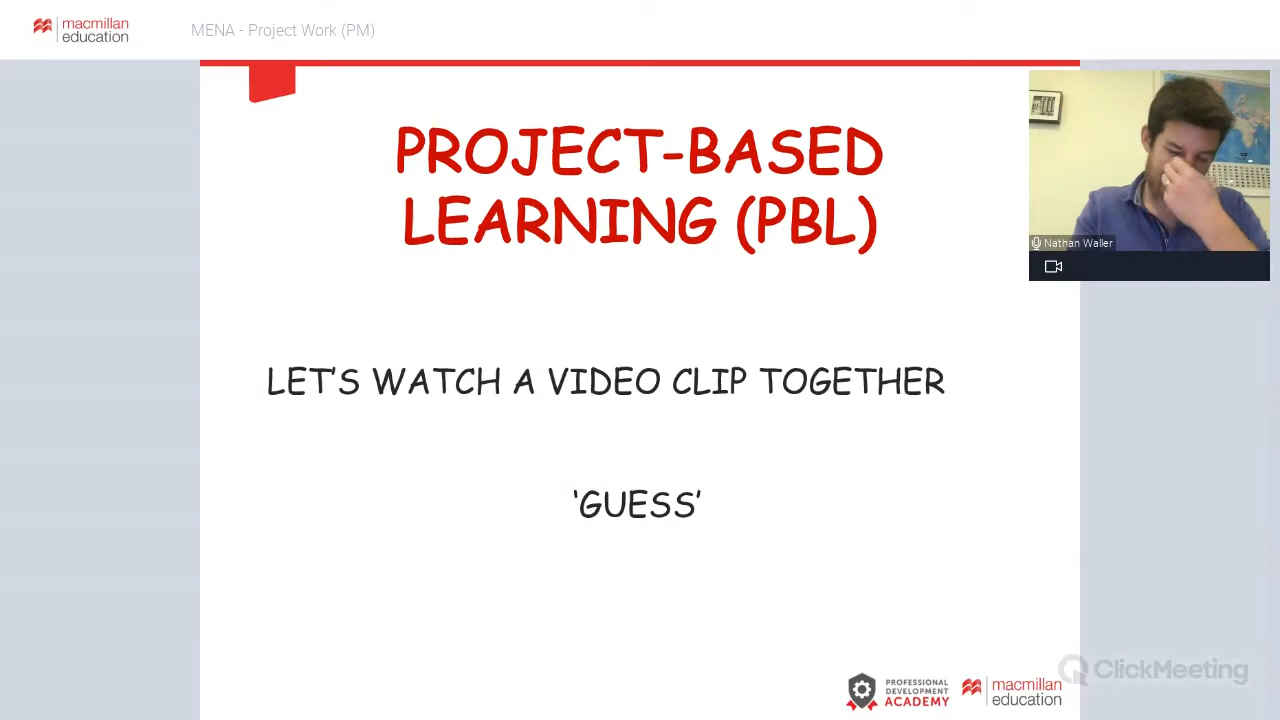 macmillan
education
MENA - Project Work (PM)
PROJECT-BASED
LEARNING (PBL)
Nathan Waller
LET'S WATCH A VIDEO CLIP TOGETHER
'GUESS'
PROFESSIONAL
DEVELOPMENT
ACADEMY
macmillan
education
ClickMeeting